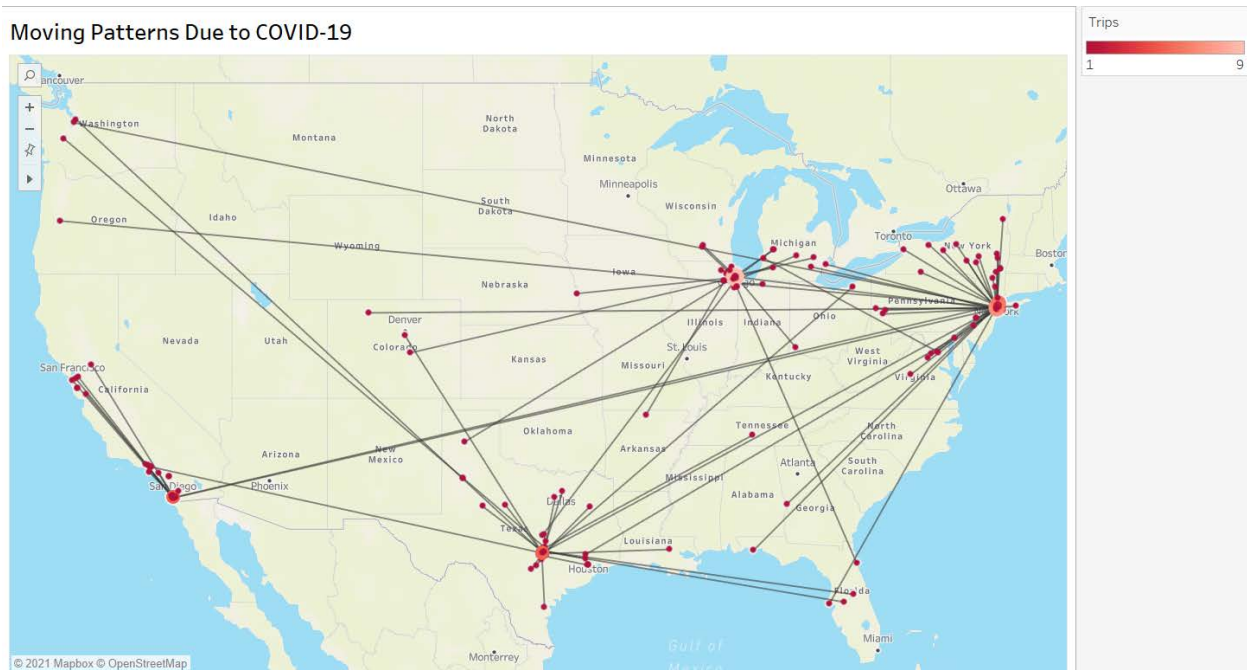 Moving Patterns Due to COVID-19
Trips
1 9
ancouver
Washington
Montana
North
Dakota
Minnesota
Minneapolis
Ottawa
Oregon
Idaho
South
Dakota
Wisconsin
Wyoming
Michigan
Toronto
New York
Boston
Iowa
Nebraska
Pennsylvania
Denver
Illinois
Indiana
Ohio
Nevada
Utah
Colorado
St. Louis
West
Virginia
San Francisco
California
Kansas
Missouri
Kentucky
Virginia
Oklahoma
Tennessee
North
Carolina
Arizona
New
Mexico
Arkansas
Atlanta
South
Carolina
San Diego
Phoenix
Dallas
Mississippi
Alabama
Georgia
Texas
Louisiana
Houston
Florida
Miami
Monterrey
Gulf of
Mexico
© 2021 Mapbox © OpenStreetMap